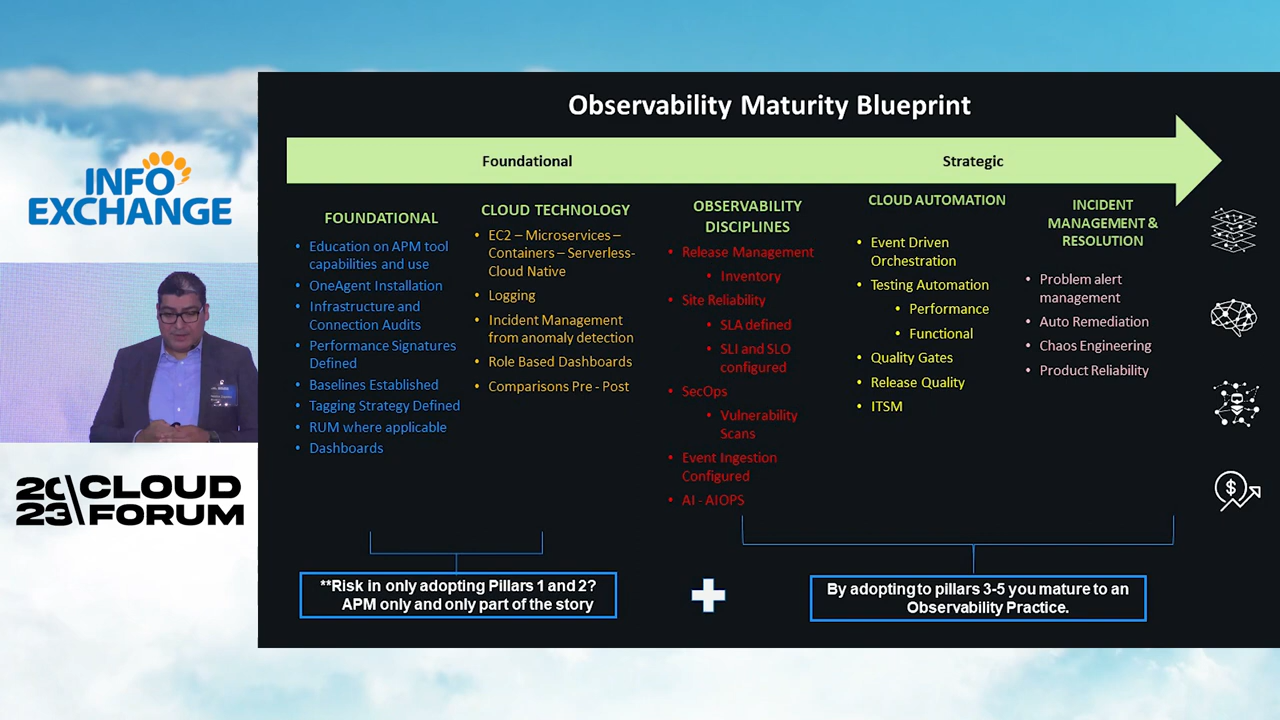 Observability Maturity Blueprint
Foundational
Strategic
INFO
EXCHANGE
2023\CLOUD FORUM
FOUNDATIONAL
• Education on APM tool
capabilities and use
• OneAgent Installation
• Infrastructure and
Connection Audits
• Performance Signatures
Defined
• Baselines Established
• Tagging Strategy Defined
• RUM where applicable
• Dashboards
CLOUD TECHNOLOGY
• EC2 – Microservices –
Containers – Serverless-
Cloud Native
• Logging
• Incident Management
from anomaly detection
• Role Based Dashboards
• Comparisons Pre - Post
OBSERVABILITY
DISCIPLINES
• Release Management
• Inventory
• Site Reliability
• SLA defined
• SLI and SLO
configured
• SecOps
• Vulnerability
Scans
• Event Ingestion
Configured
• AI - AIOPS
CLOUD AUTOMATION
• Event Driven
Orchestration
• Testing Automation
• Performance
• Functional
• Quality Gates
• Release Quality
• ITSM
INCIDENT
MANAGEMENT &
RESOLUTION
• Problem alert
management
• Auto Remediation
• Chaos Engineering
• Product Reliability
**Risk in only adopting Pillars 1 and 2?
APM only and only part of the story
By adopting to pillars 3-5 you mature to an
Observability Practice.